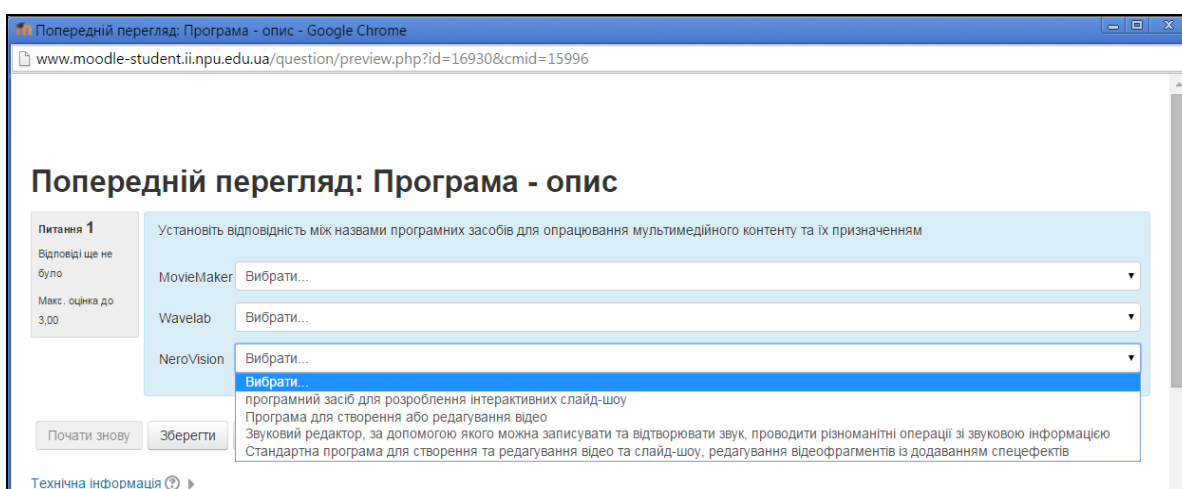 Попередній перегляд: Програма - опис - Google Chrome
www.moodle-student.ii.npu.edu.ua/question/preview.php?id=16930&cmid=15996
Попередній перегляд: Програма - опис
Питання 1
Відповіді ще не
було
Макс. оцінка до
3,00
Установіть відповідність між назвами програмних засобів для опрацювання мультимедійного контенту та їх призначенням
MovieMaker Вибрати...
Wavelab Вибрати...
NeroVision Вибрати...
Вибрати...
програмний засіб для розроблення інтерактивних слайд-шоу
Програма для створення або редагування відео
Звуковий редактор, за допомогою якого можна записувати та відтворювати звук, проводити різноманітні операції зі звуковою інформацією
Стандартна програма для створення та редагування відео та слайд-шоу, редагування відеофрагментів із додаванням спецефектів
Почати знову Зберегти
Технічна інформація